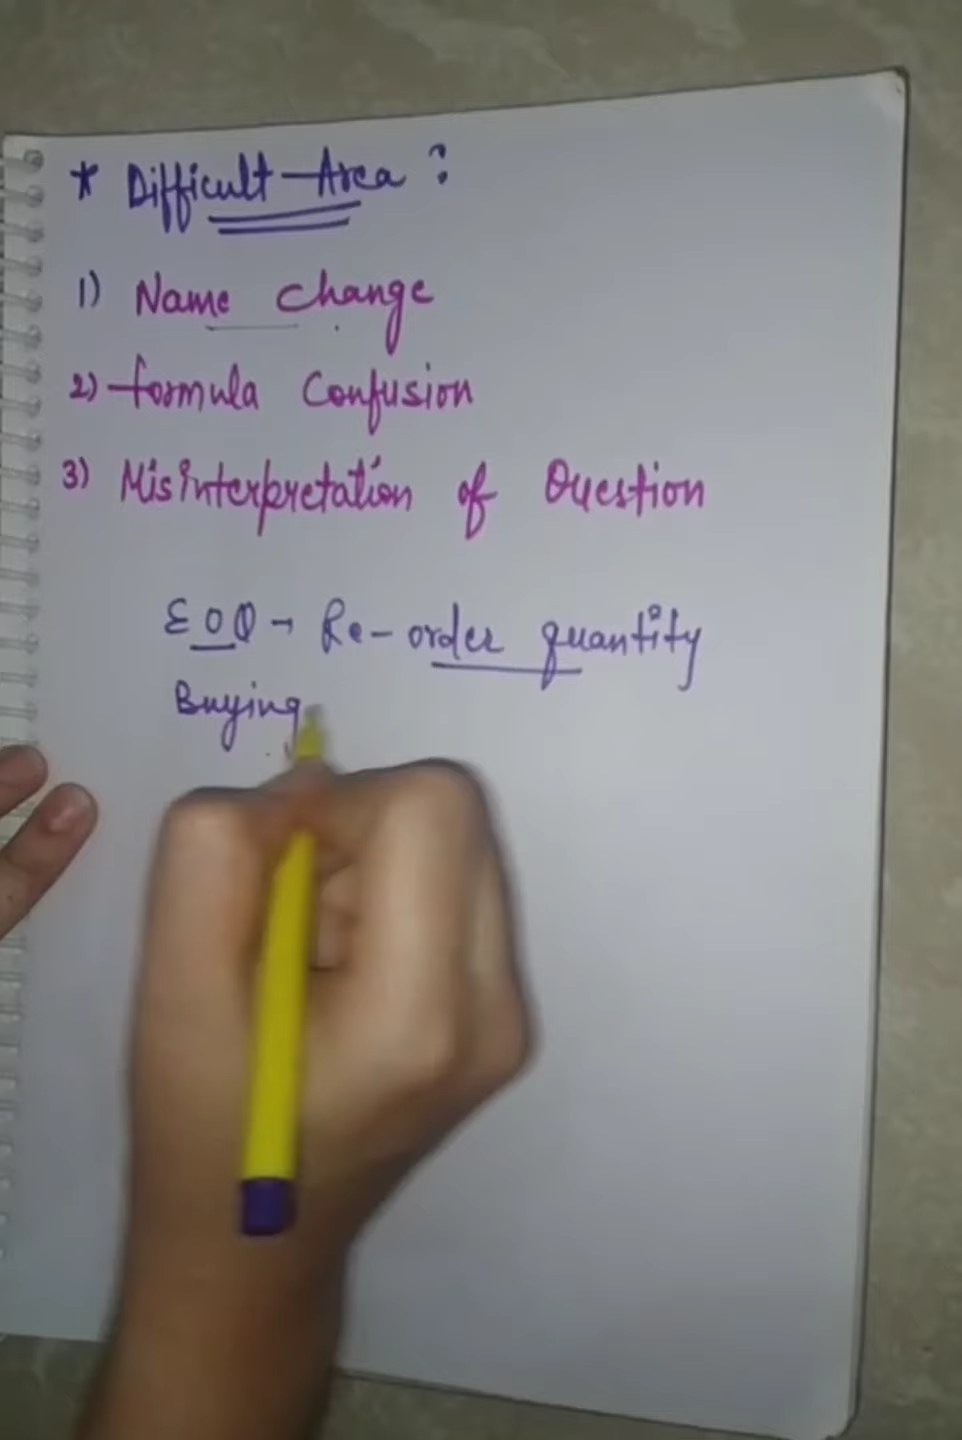 * Difficult Area :
1) Name change
2) formula Confusion
3) Misinterpretation of Question
EOQ → Re-order quantity
Buying